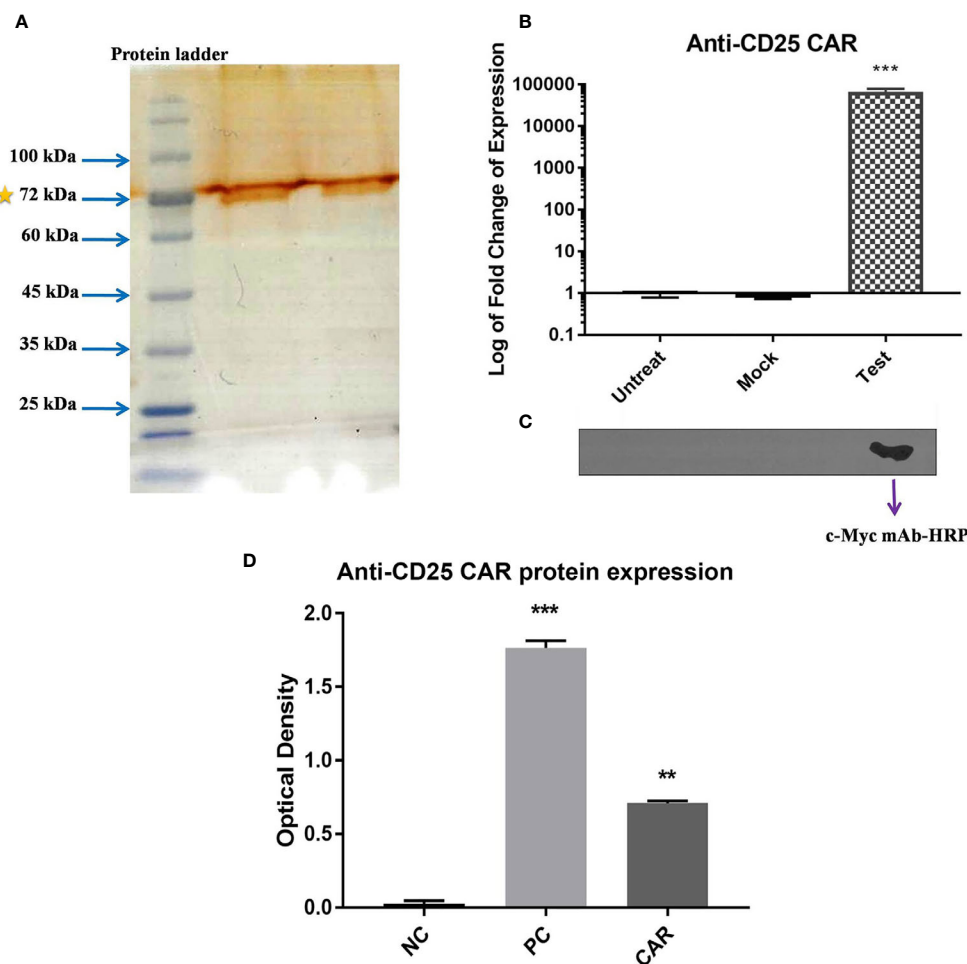 A
Protein ladder
100 kDa
72 kDa
60 kDa
45 kDa
35 kDa
25 kDa
B
Anti-CD25 CAR
Log of Fold Change of Expression
100000
10000
1000
100
10
1
0.1
***
Untreat
Mock
Test
C
c-Myc mAb-HRP
D
Anti-CD25 CAR protein expression
Optical Density
2.0
1.5
1.0
0.5
0.0
***
**
NC
PC
CAR